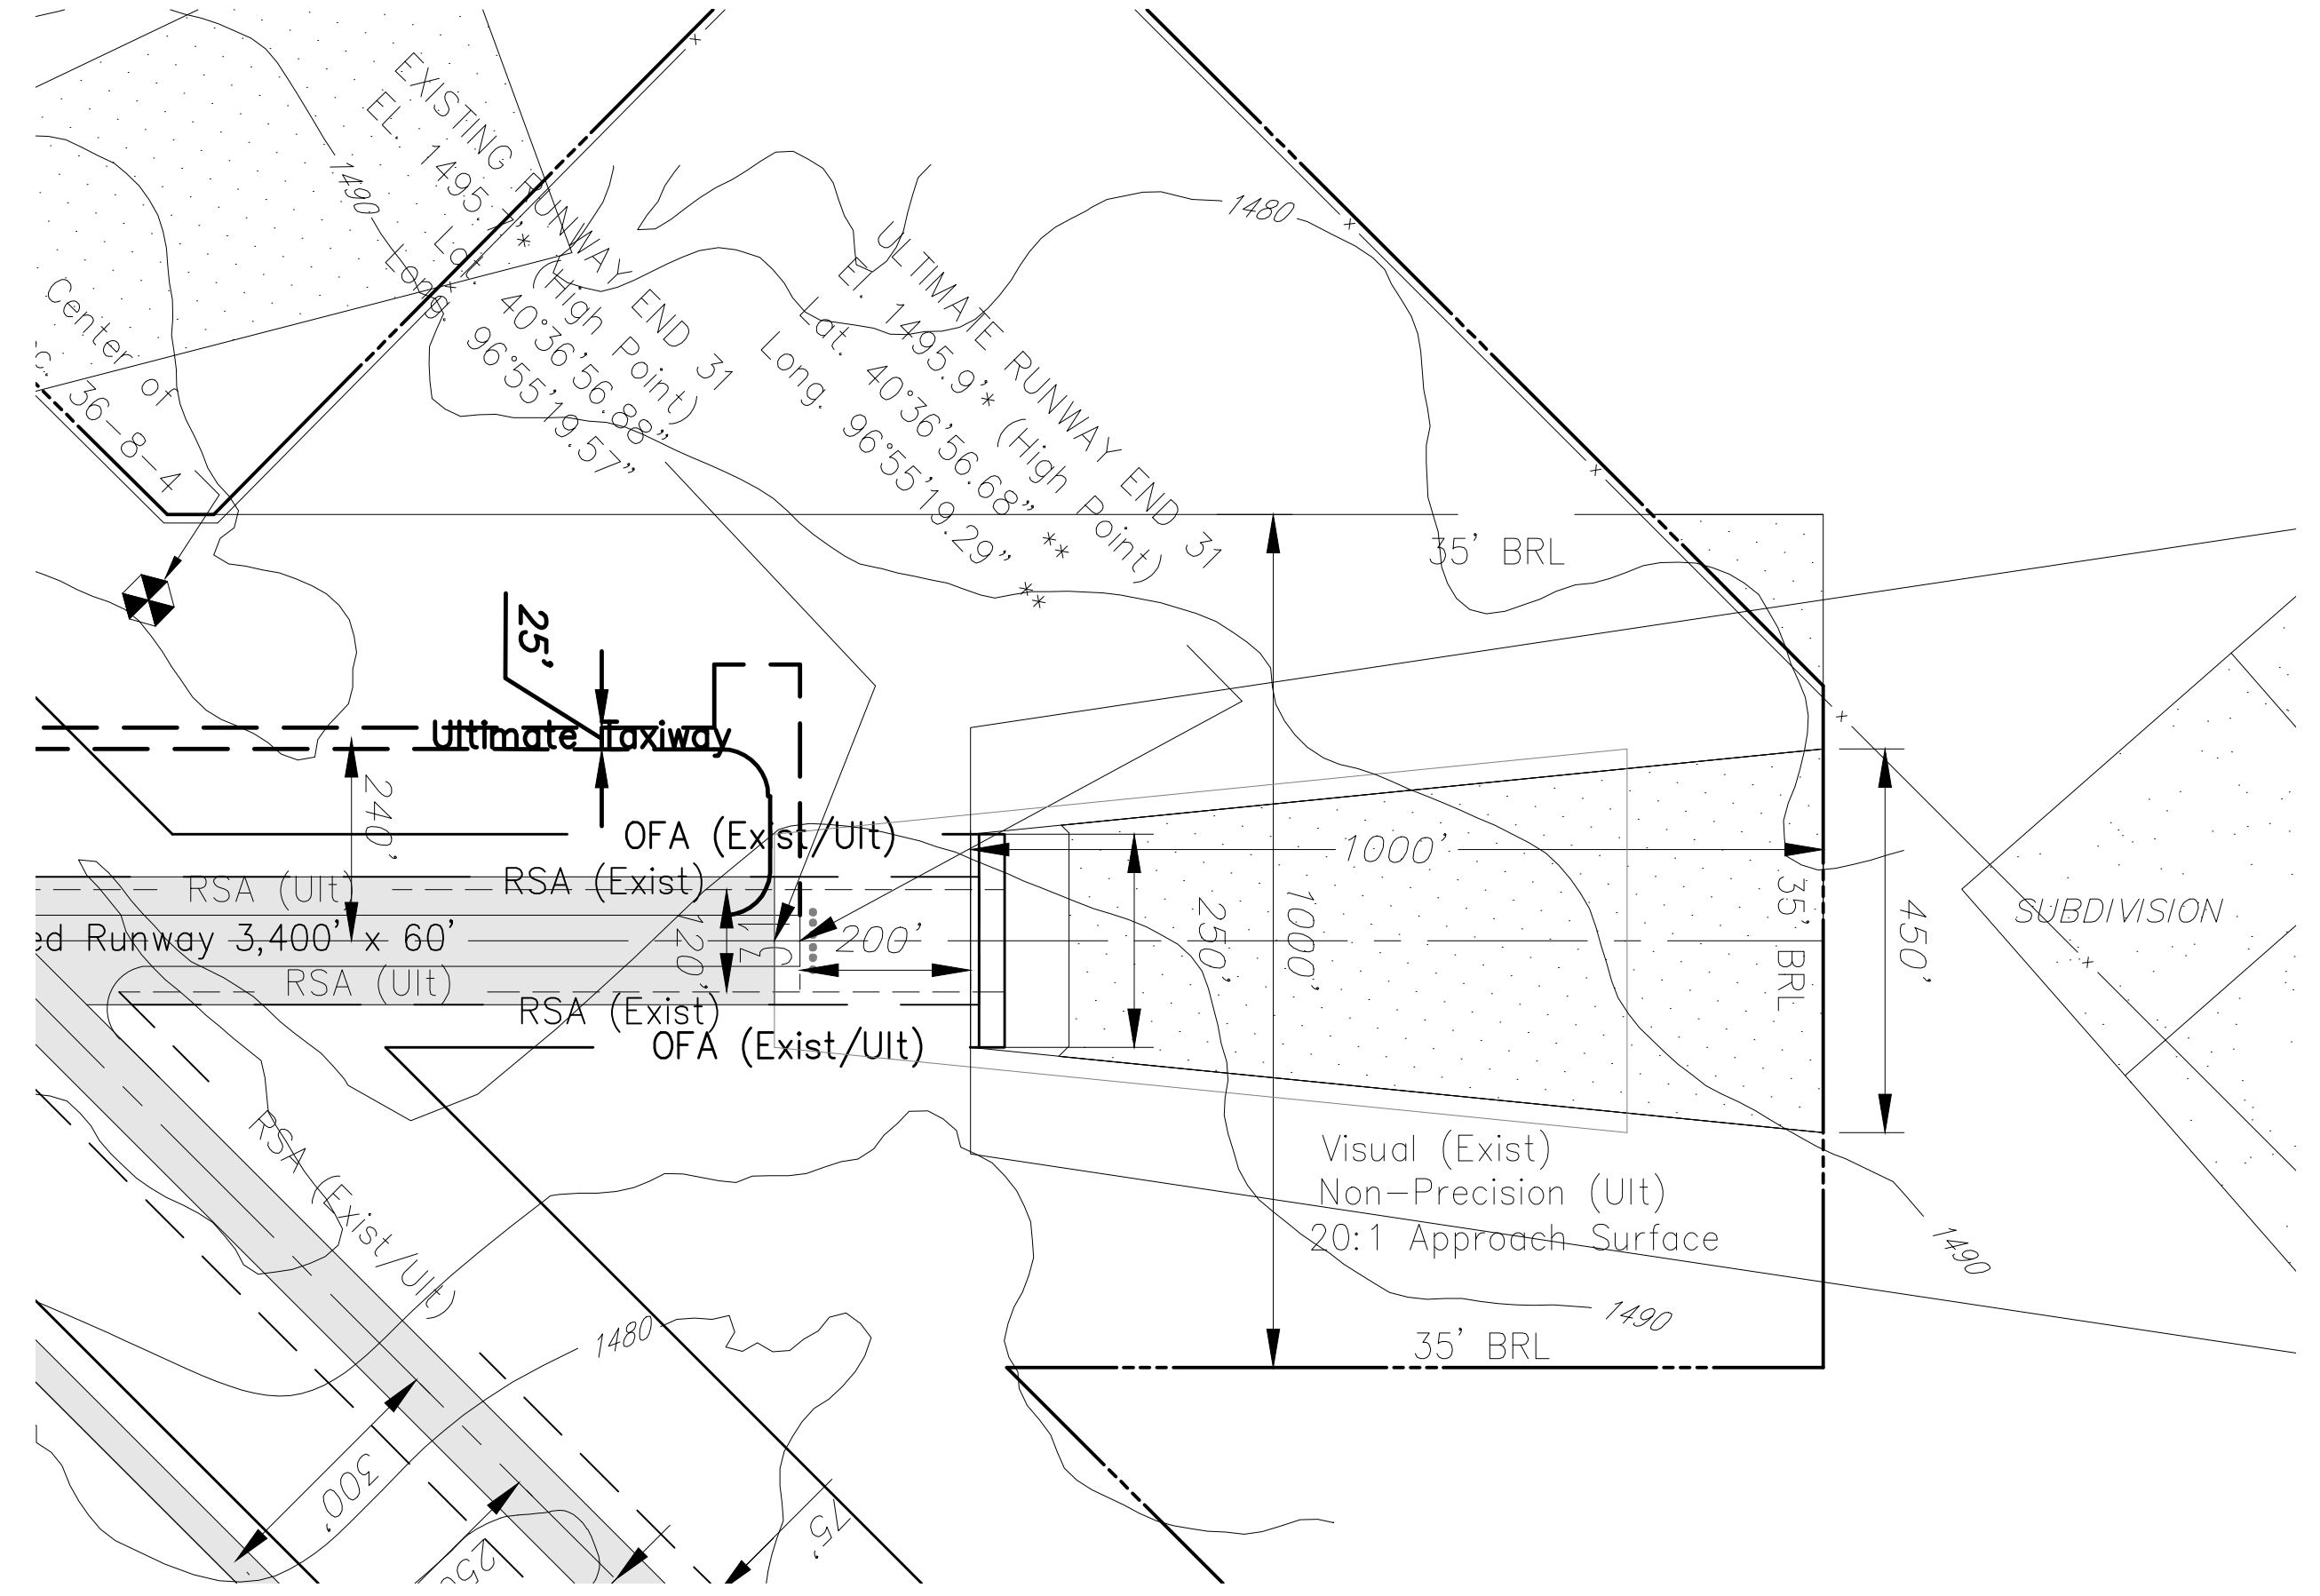 EXISTING RUNWAY END 31
EL. 1495.1'* (High Point)
Lat. 40°36'56.88"
Long. 96°55'19.57"
ULTIMATE RUNWAY END 31
El. 1495.9'* (High Point)
Lat. 40°36'56.68" **
Long. 96°55'19.29" **
1490
1480
Center of
36-8-4
35' BRL
25'
Ultimate Taxiway
240'
OFA (Exist/Ult)
RSA (Exist)
RSA (Ult)
ed Runway 3,400' x 60'
RSA (Ult)
RSA (Exist)
OFA (Exist/Ult)
120'
13
200'
1000'
250'
1000'
35' BRL
450'
SUBDIVISION
Visual (Exist)
Non-Precision (Ult)
20:1 Approach Surface
1490
1490
35' BRL
RSA (Exist/Ult)
1480
300'
250
75'